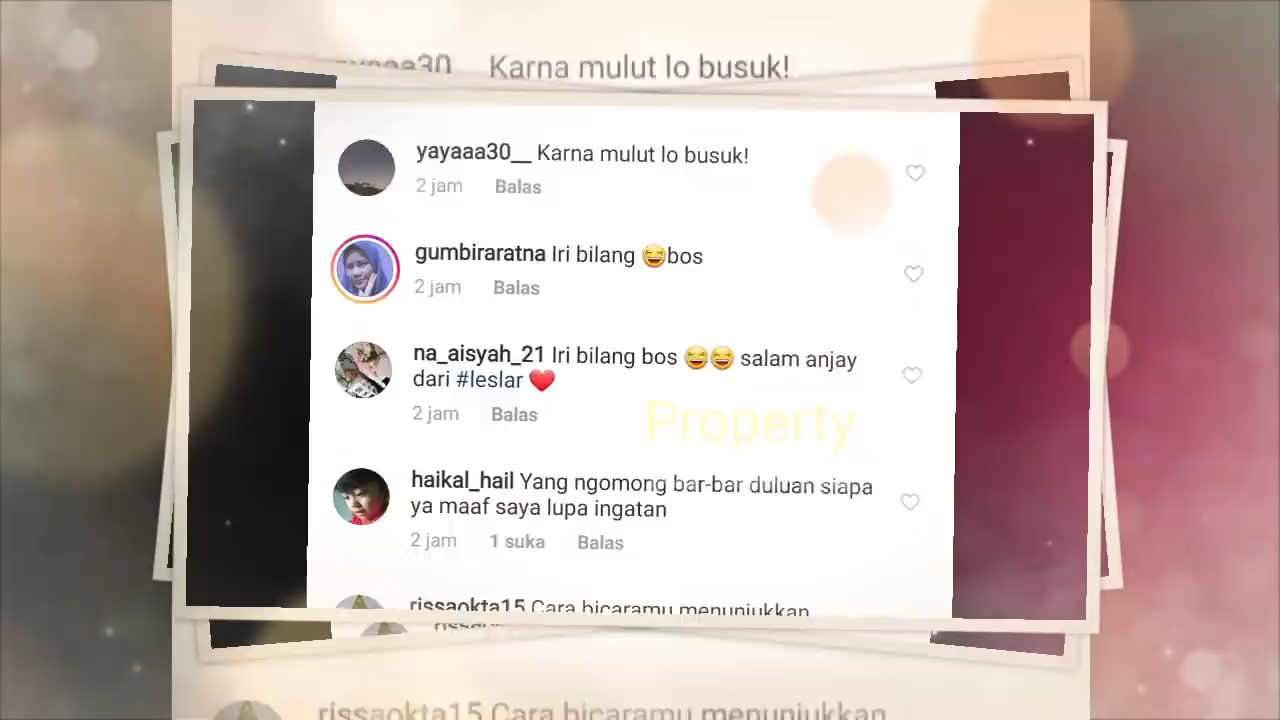 Karna mulut lo busuk!
yayaaa30__ Karna mulut lo busuk!
2 jam Balas
gumbiraratna Iri bilang 😆bos
2 jam Balas
na_aisyah_21 Iri bilang bos 😆😆 salam anjay
dari #leslar ❤️
2 jam Balas
Property
haikal_hail Yang ngomong bar-bar duluan siapa
ya maaf saya lupa ingatan
2 jam 1 suka Balas
rissaokta15 Cara bicaramu menunjukkan
rissaokta15 Cara bicaramu menunjukkan